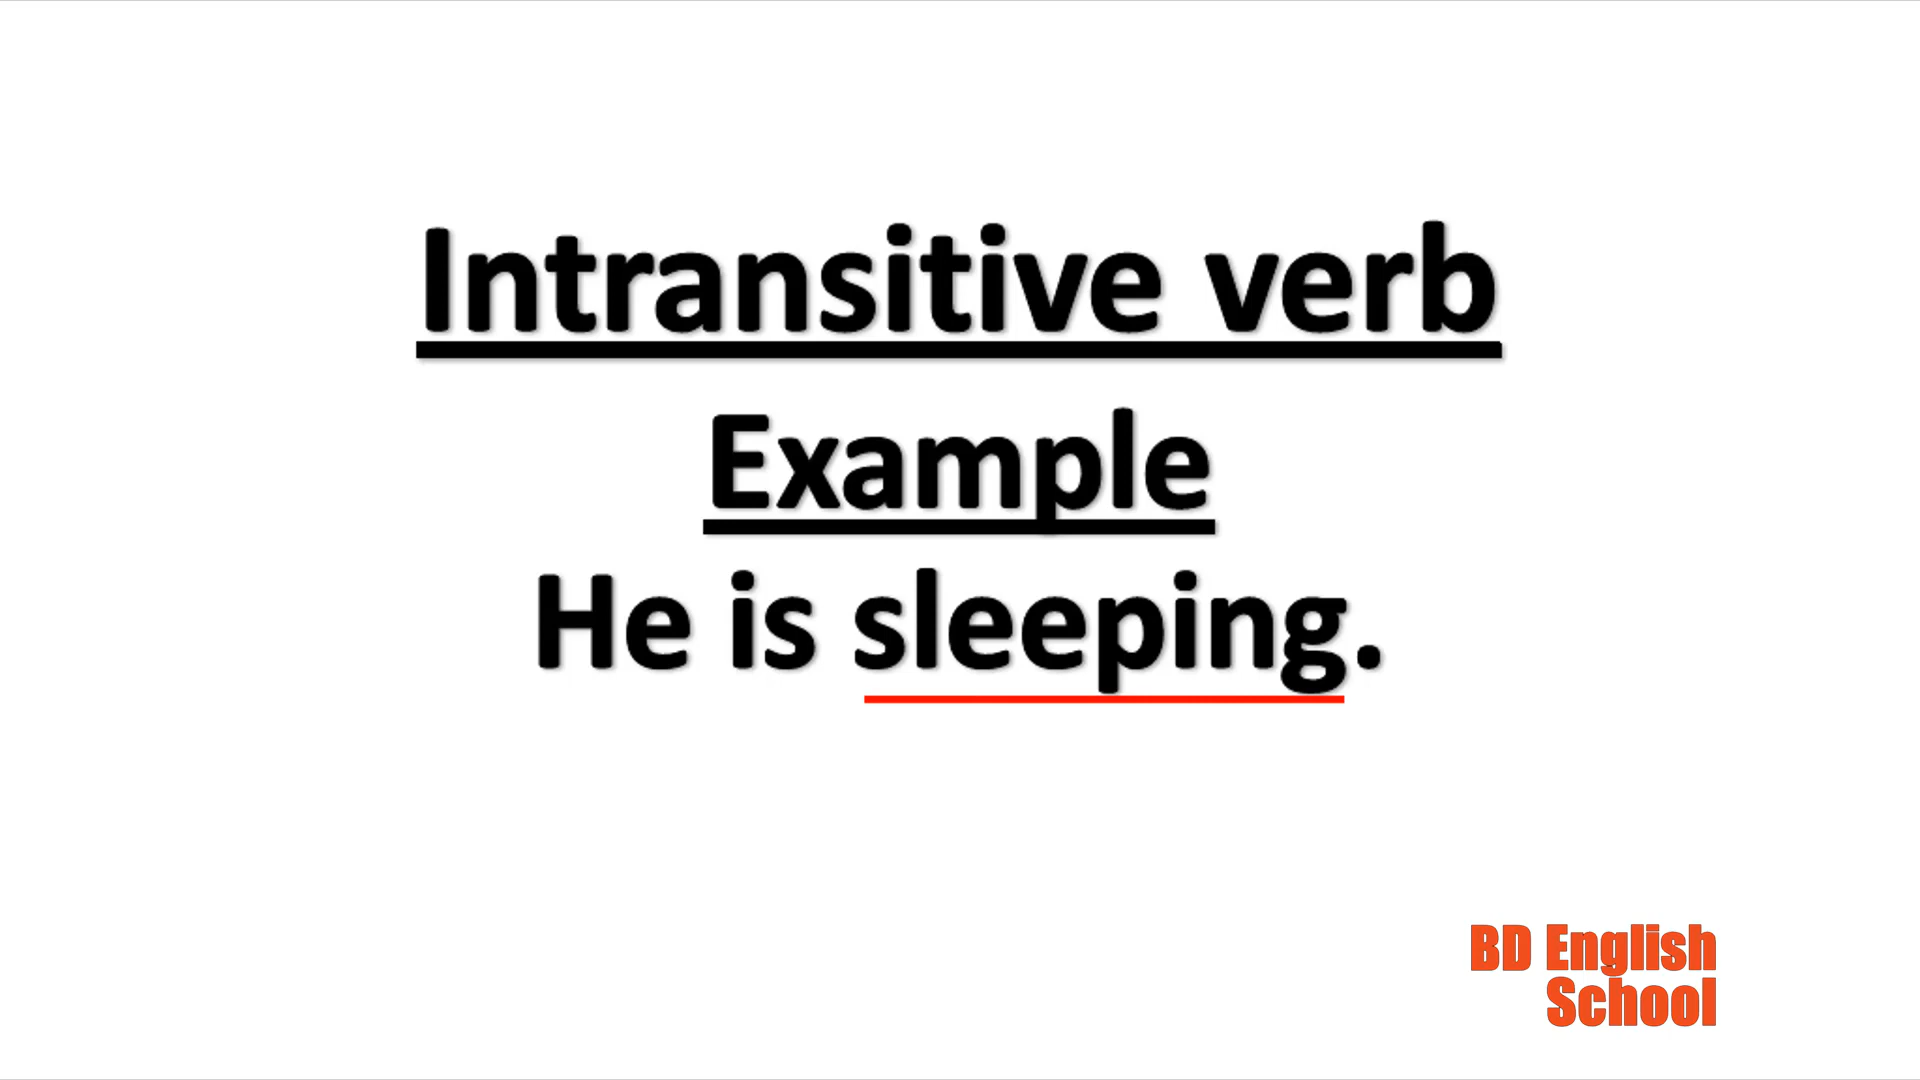 Intransitive verb
Example
He is sleeping.
BD English
School